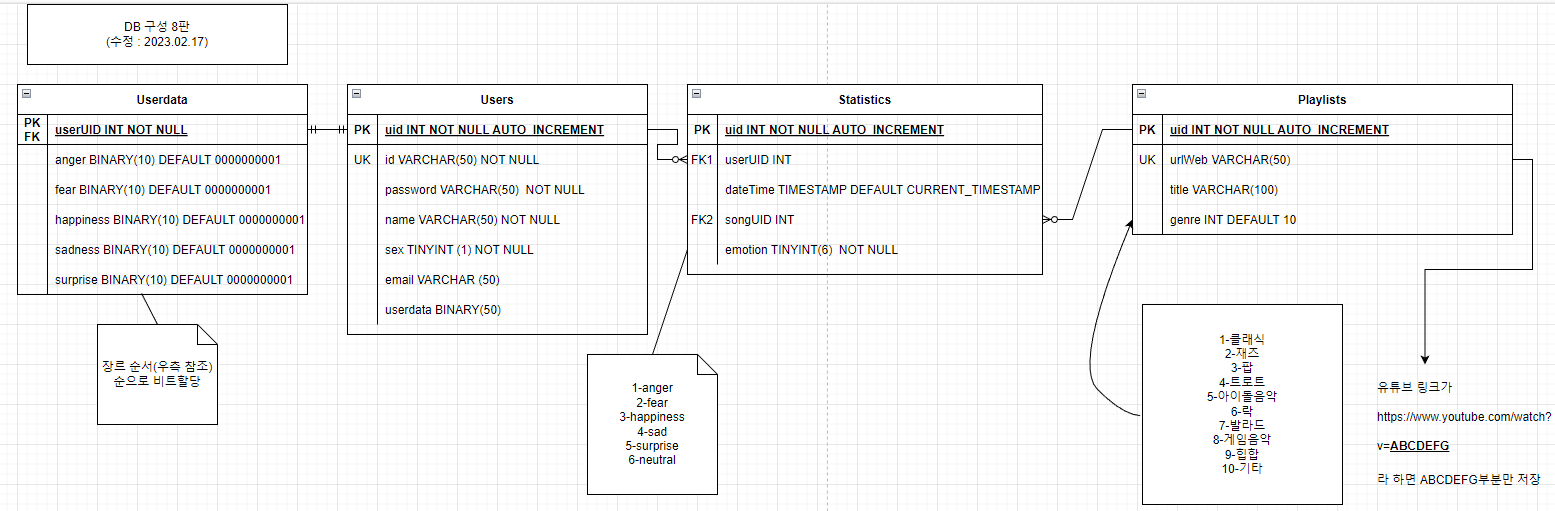 DB 구성 8판
(수정 : 2023.02.17)
Userdata
PK
FK
userUID INT NOT NULL
anger BINARY(10) DEFAULT 0000000001
fear BINARY(10) DEFAULT 0000000001
happiness BINARY(10) DEFAULT 0000000001
sadness BINARY(10) DEFAULT 0000000001
surprise BINARY(10) DEFAULT 0000000001
장르 순서(우측 참조)
순으로 비트할당
Users
PK uid INT NOT NULL AUTO_INCREMENT
UK id VARCHAR(50) NOT NULL
password VARCHAR(50) NOT NULL
name VARCHAR(50) NOT NULL
sex TINYINT (1) NOT NULL
email VARCHAR (50)
userdata BINARY(50)
Statistics
PK uid INT NOT NULL AUTO_INCREMENT
FK1 userUID INT
dateTime TIMESTAMP DEFAULT CURRENT_TIMESTAMP
FK2 songUID INT
emotion TINYINT(6) NOT NULL
1-anger
2-fear
3-happiness
4-sad
5-surprise
6-neutral
Playlists
PK uid INT NOT NULL AUTO_INCREMENT
UK urlWeb VARCHAR(50)
title VARCHAR(100)
genre INT DEFAULT 10
1-클래식
2-재즈
3-팝
4-트로트
5-아이돌음악
6-락
7-발라드
8-게임음악
9-힙합
10-기타
유튜브 링크가
https://www.youtube.com/watch?
v=ABCDEFG
라 하면 ABCDEFG부분만 저장